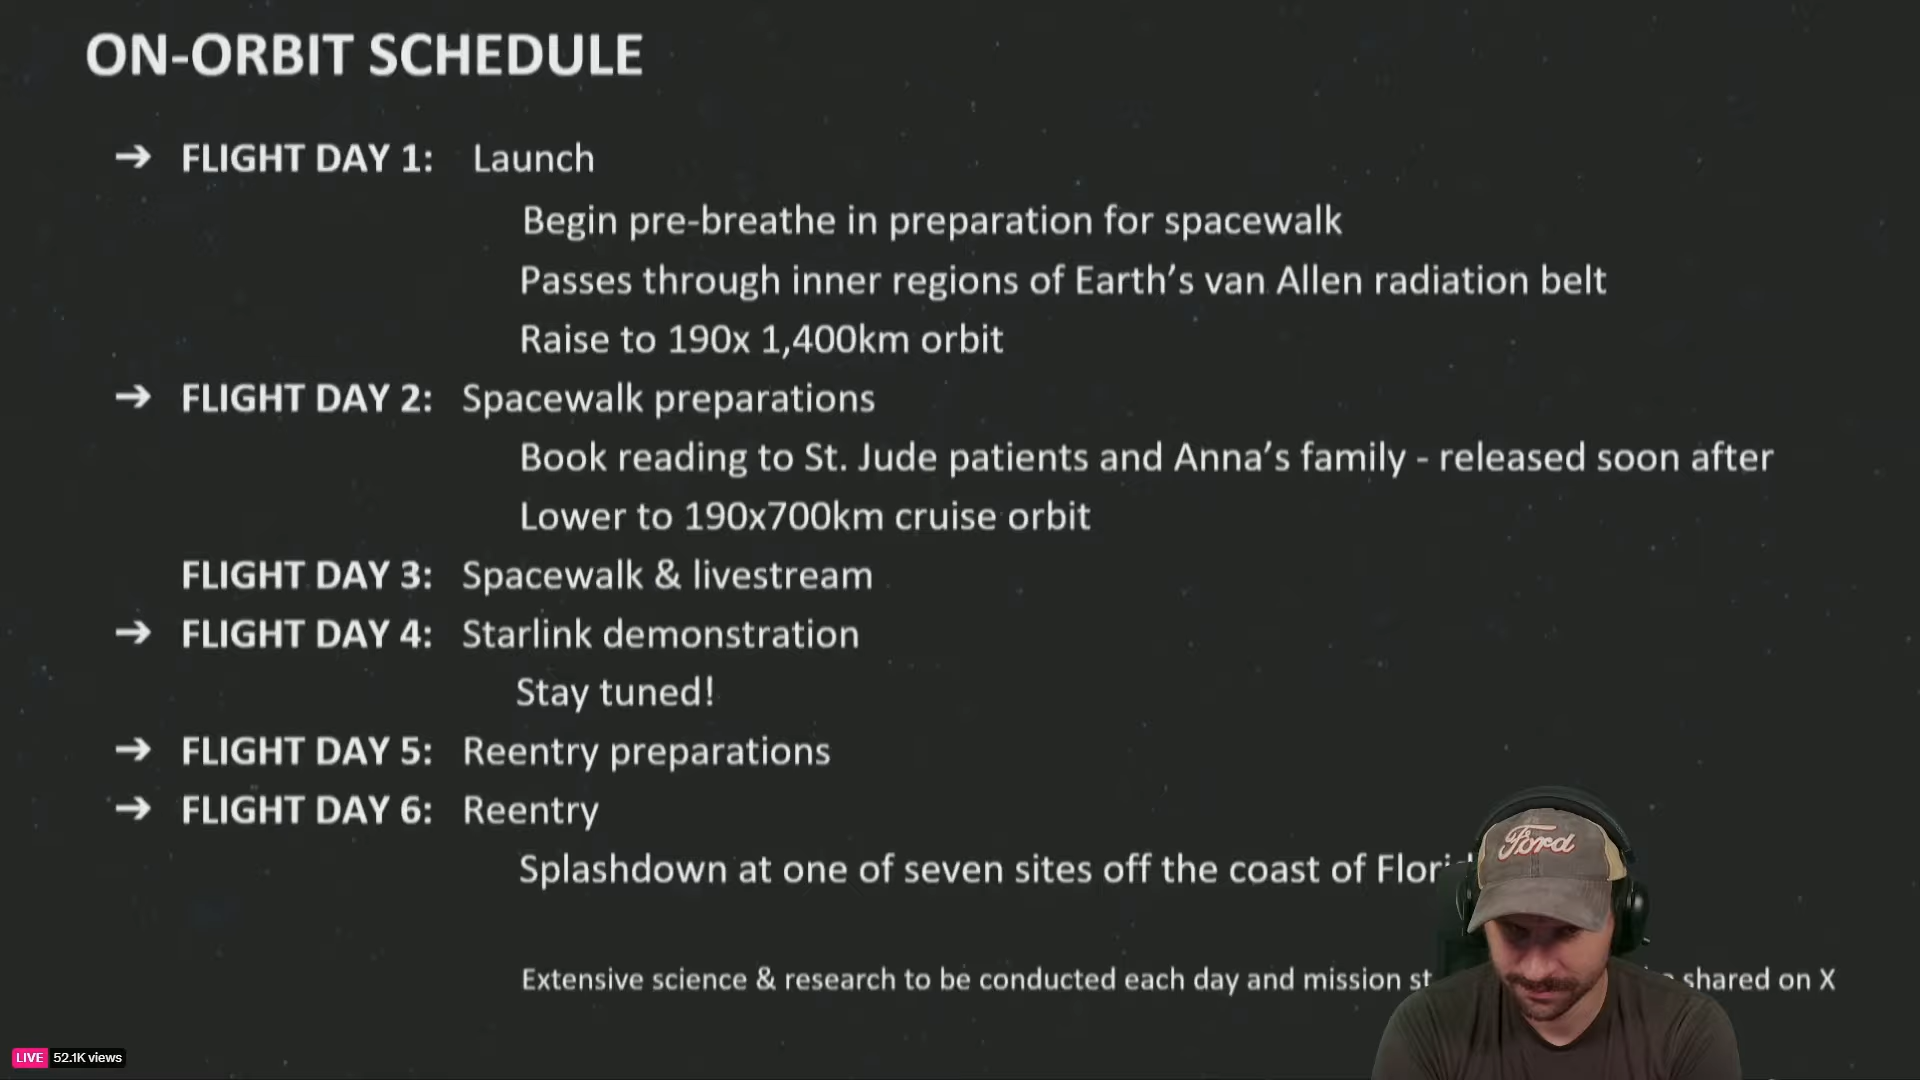 ON-ORBIT SCHEDULE
→ FLIGHT DAY 1: Launch
Begin pre-breathe in preparation for spacewalk
Passes through inner regions of Earth's van Allen radiation belt
Raise to 190x 1,400km orbit
→ FLIGHT DAY 2: Spacewalk preparations
Book reading to St. Jude patients and Anna's family - released soon after
Lower to 190x700km cruise orbit
FLIGHT DAY 3: Spacewalk & livestream
→ FLIGHT DAY 4: Starlink demonstration
Stay tuned!
→ FLIGHT DAY 5: Reentry preparations
→ FLIGHT DAY 6: Reentry
Splashdown at one of seven sites off the coast of
Ford
Extensive science & research to be conducted each day and mission shared on X
LIVE 52.1K views